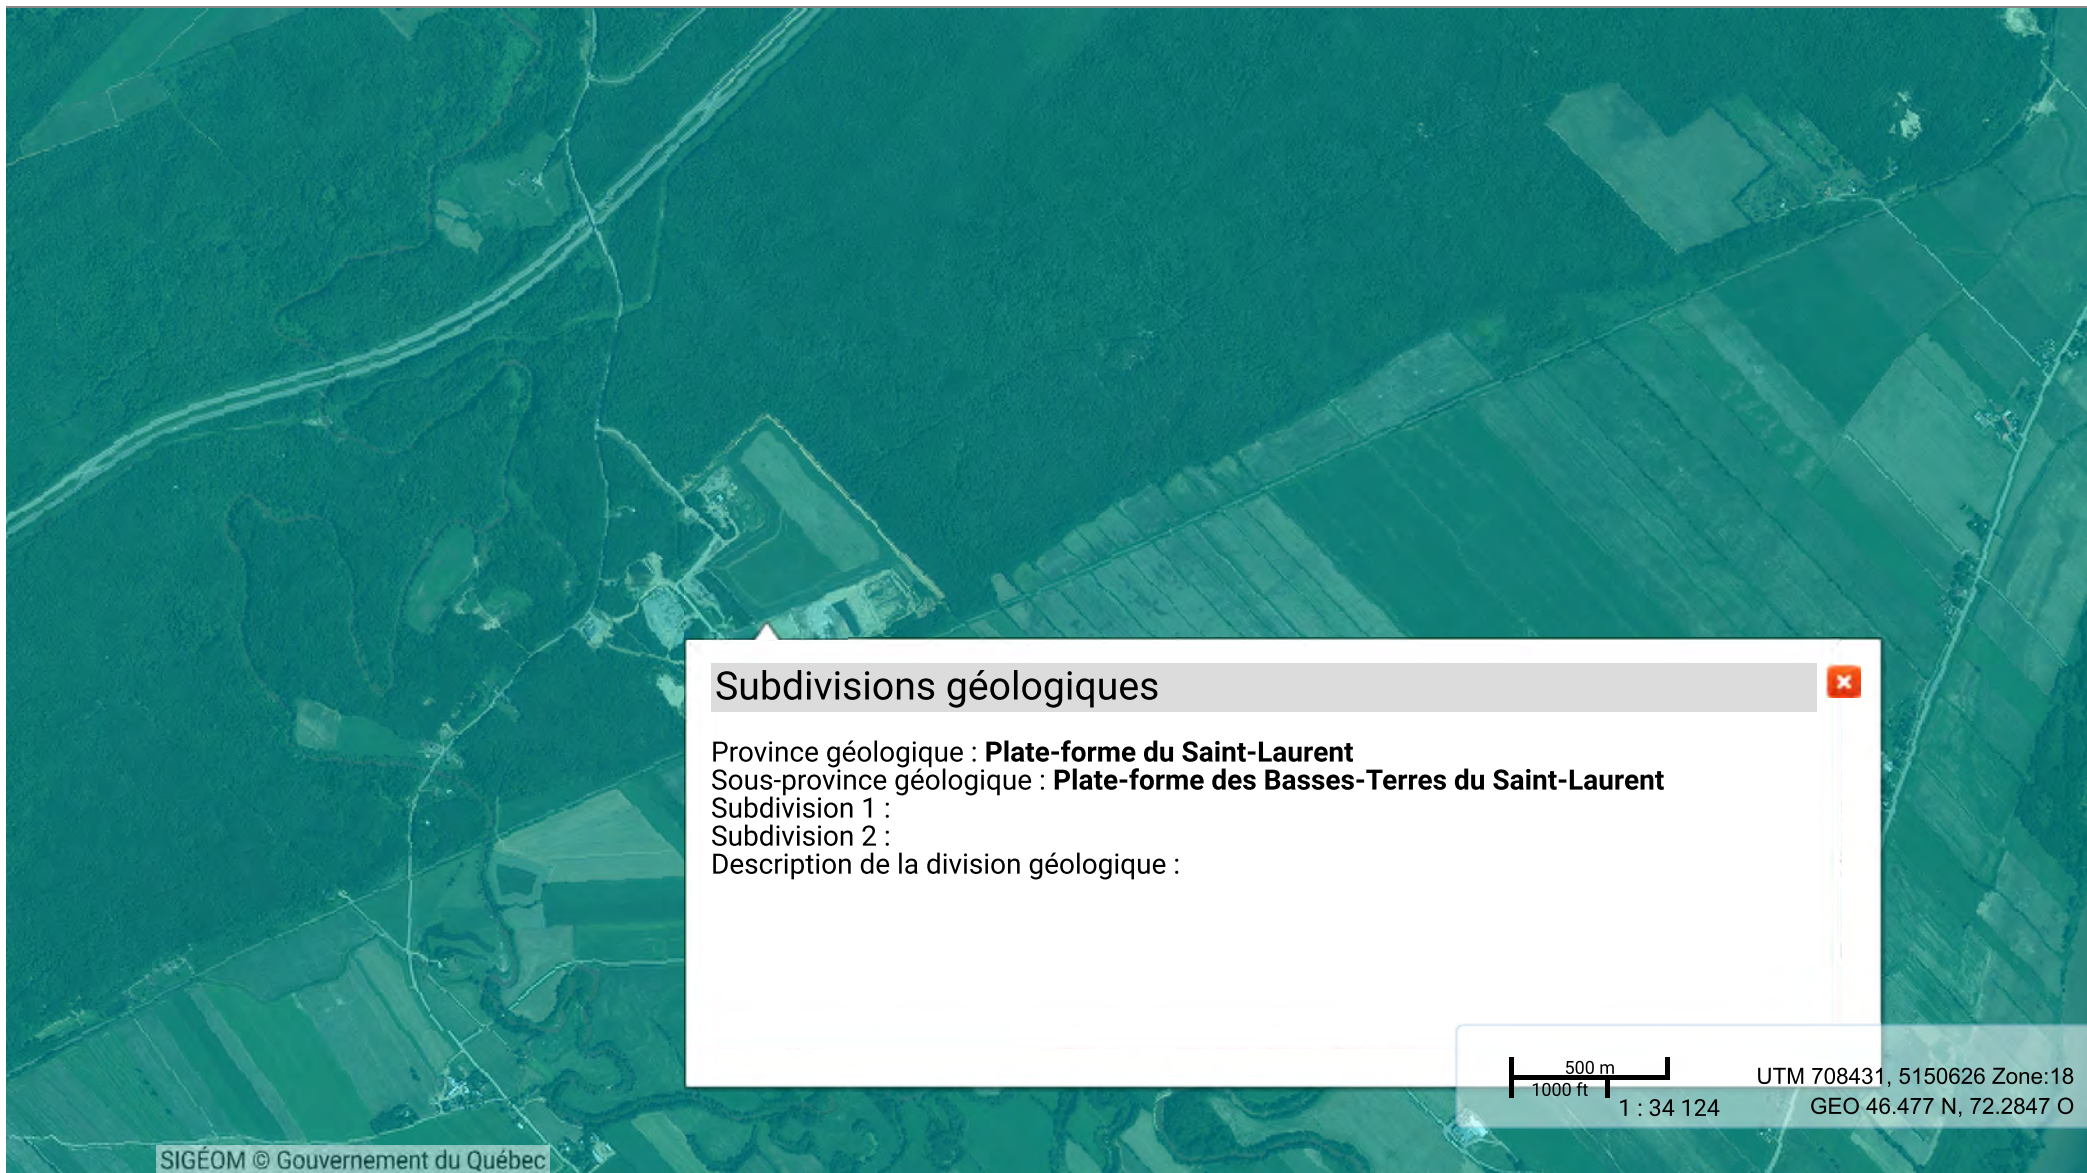 Subdivisions géologiques
Province géologique : Plate-forme du Saint-Laurent
Sous-province géologique : Plate-forme des Basses-Terres du Saint-Laurent
Subdivision 1 :
Subdivision 2 :
Description de la division géologique :
500 m
1000 ft
1 : 34 124
UTM 708431, 5150626 Zone:18
GEO 46.477 N, 72.2847 O
SIGÉOM © Gouvernement du Québec